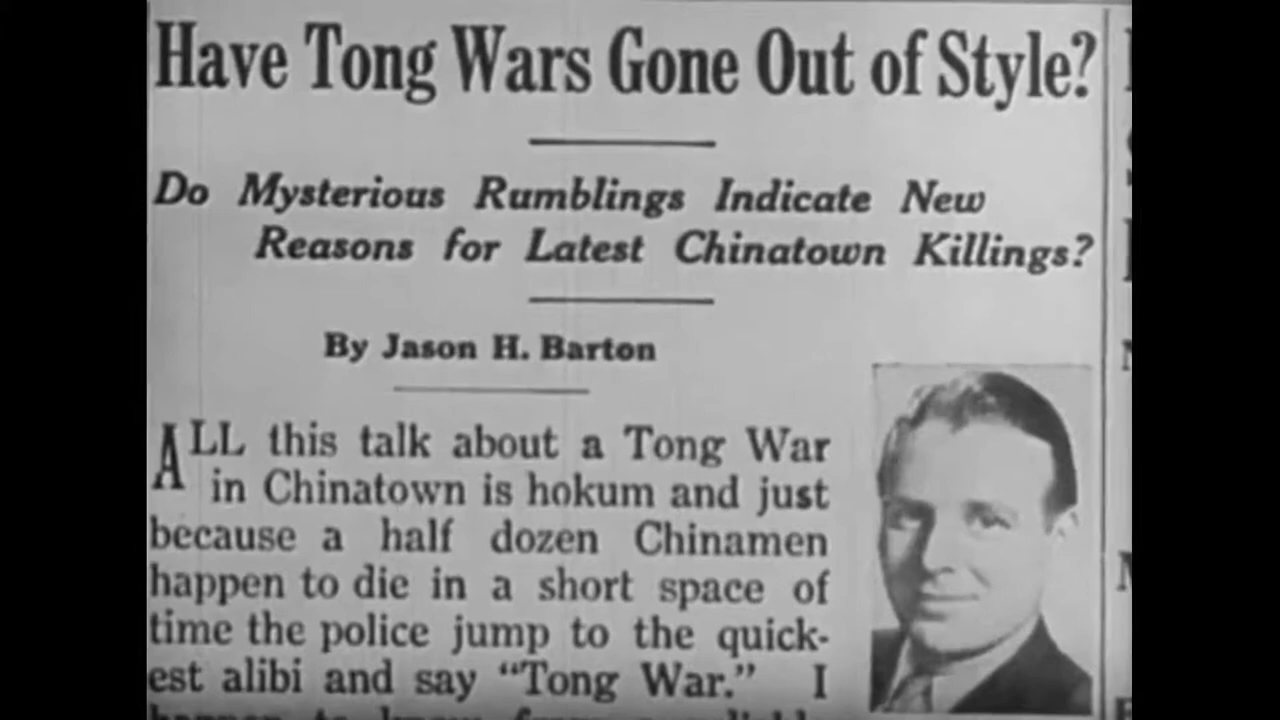 Have Tong Wars Gone Out of Style?
Do Mysterious Rumblings Indicate New
Reasons for Latest Chinatown Killings?
By Jason H. Barton
ALL this talk about a Tong War
in Chinatown is hokum and just
because a half dozen Chinamen
happen to die in a short space of
time the police jump to the quick-
est alibi and say “Tong War.” I